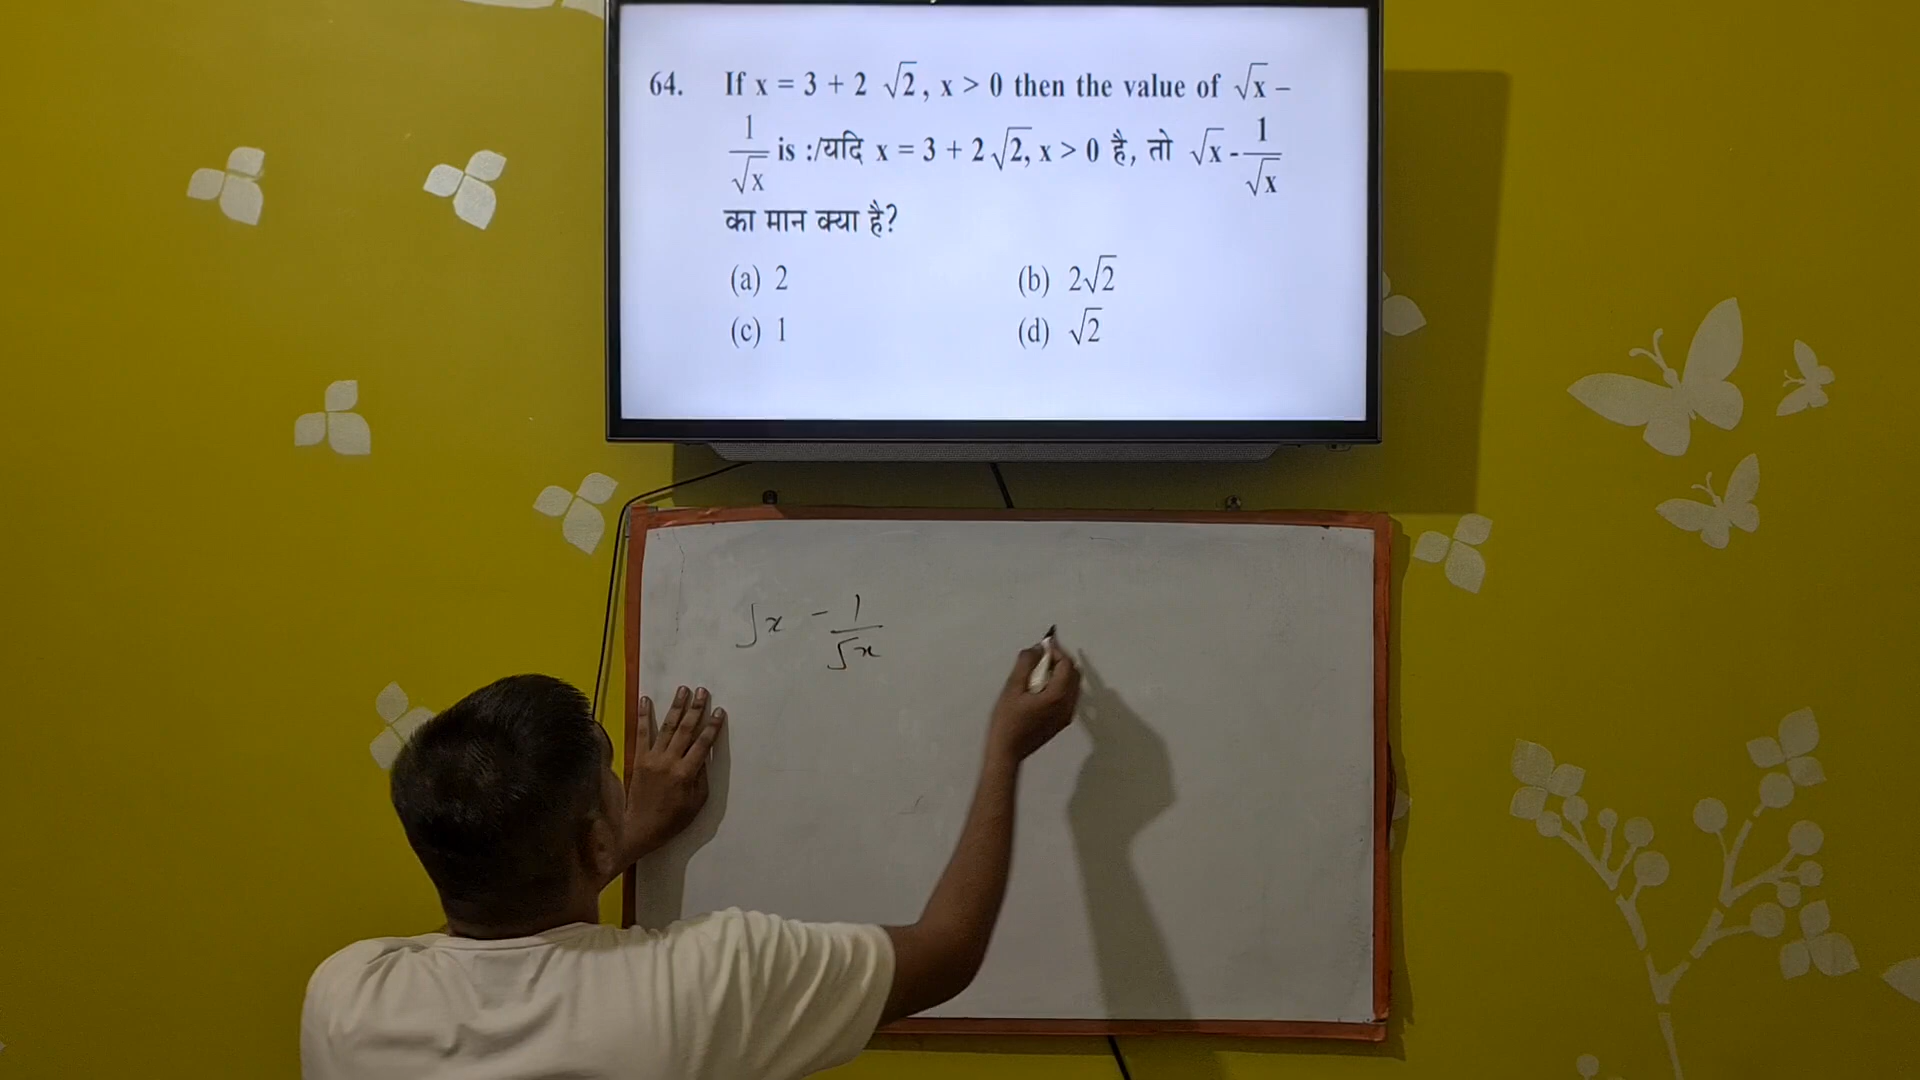 64. If x = 3 + 2 √2, x > 0 then the value of √x −
1/√x is :/यदि x = 3 + 2√2, x > 0 है, तो √x - 1/√x
का मान क्या है?
(a) 2 (b) 2√2
(c) 1 (d) √2
√x - 1/√x